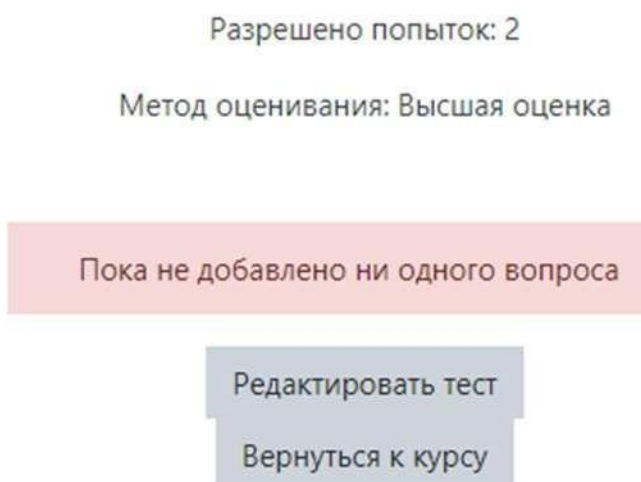 Разрешено попыток: 2
Метод оценивания: Высшая оценка
Пока не добавлено ни одного вопроса
Редактировать тест
Вернуться к курсу